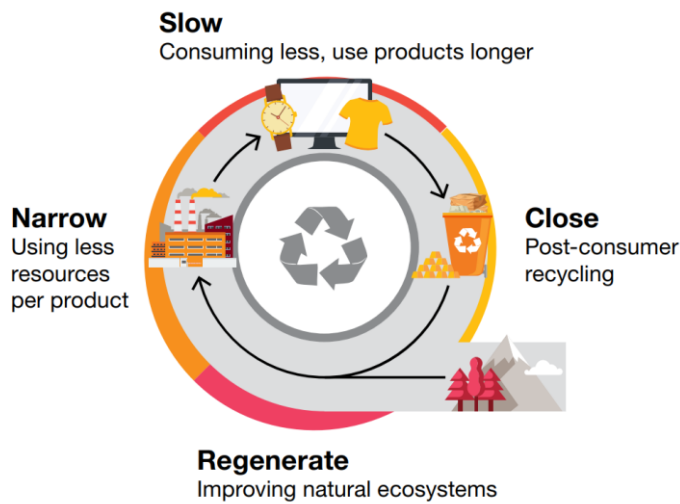 Slow
Consuming less, use products longer
Narrow
Using less
resources
per product
Close
Post-consumer
recycling
Regenerate
Improving natural ecosystems